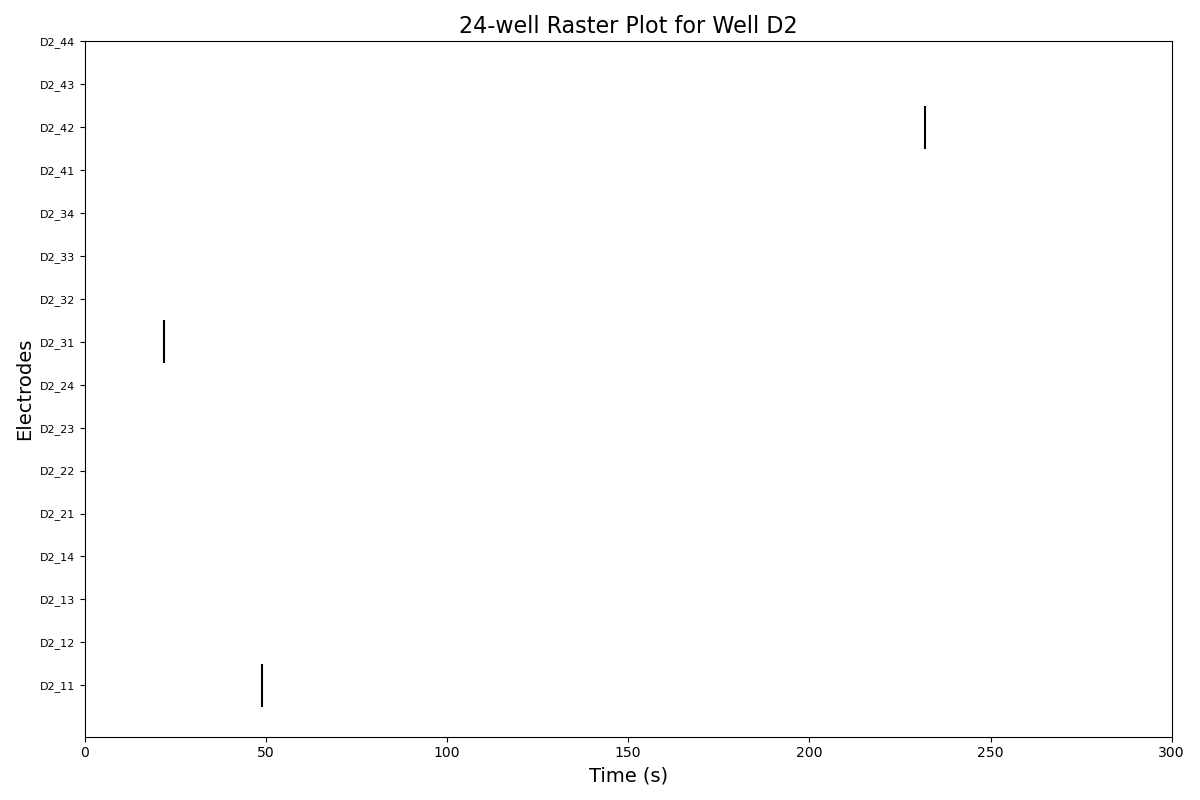 24-well Raster Plot for Well D2
D2_44
D2_43
D2_42
D2_41
D2_34
D2_33
D2_32
D2_31
D2_24
D2_23
D2_22
D2_21
D2_14
D2_13
D2_12
D2_11
Electrodes
0 50 100 150 200 250 300
Time (s)